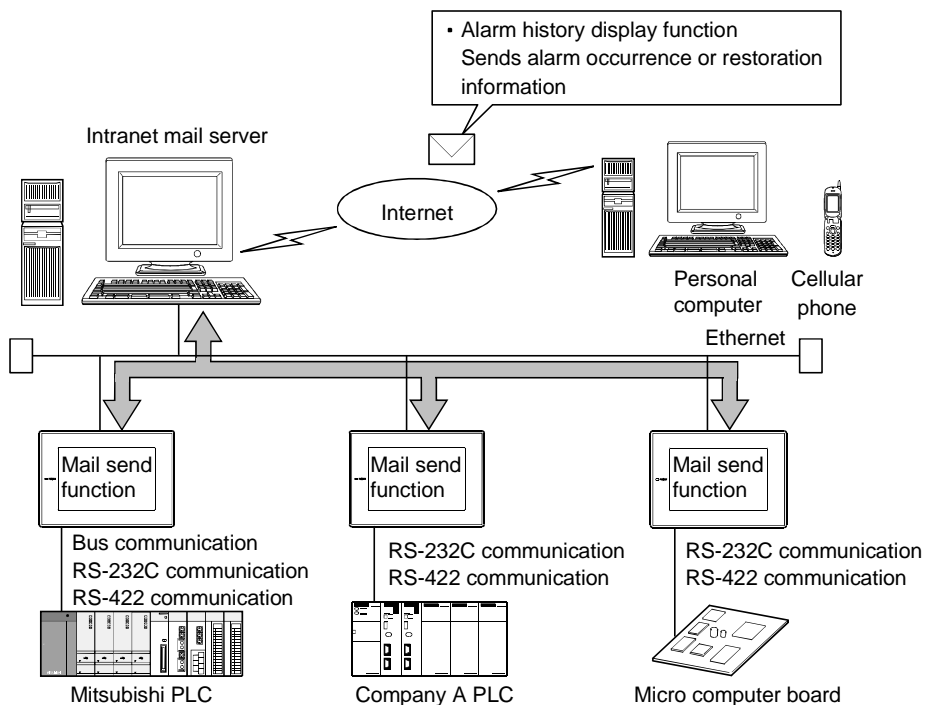 ・ Alarm history display function
Sends alarm occurrence or restoration
information
Intranet mail server
Internet
Personal
computer
Cellular
phone
Ethernet
Mail send
function
Mail send
function
Mail send
function
Bus communication
RS-232C communication
RS-422 communication
RS-232C communication
RS-422 communication
RS-232C communication
RS-422 communication
Mitsubishi PLC
Company A PLC
Micro computer board